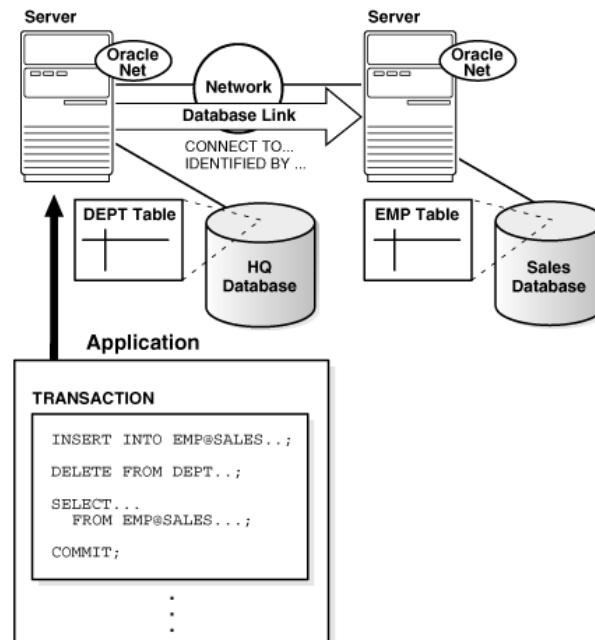 Server
Server
Oracle
Net
Oracle
Net
Network
Database Link
CONNECT TO...
IDENTIFIED BY ...
DEPT Table
EMP Table
HQ
Database
Sales
Database
Application
TRANSACTION
INSERT INTO EMP@SALES..;
DELETE FROM DEPT..;
SELECT...
FROM EMP@SALES...;
COMMIT;